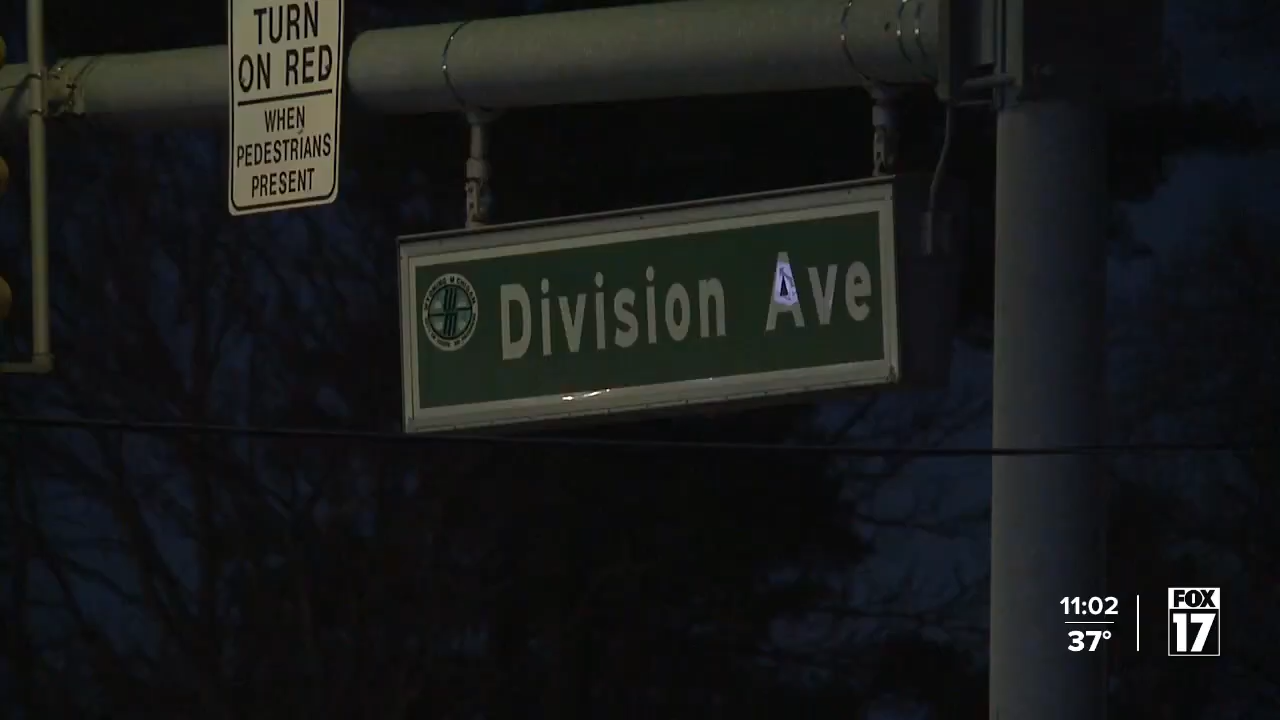 TURN
ON RED
WHEN
PEDESTRIANS
PRESENT
Division Ave
11:02
37°
FOX
17